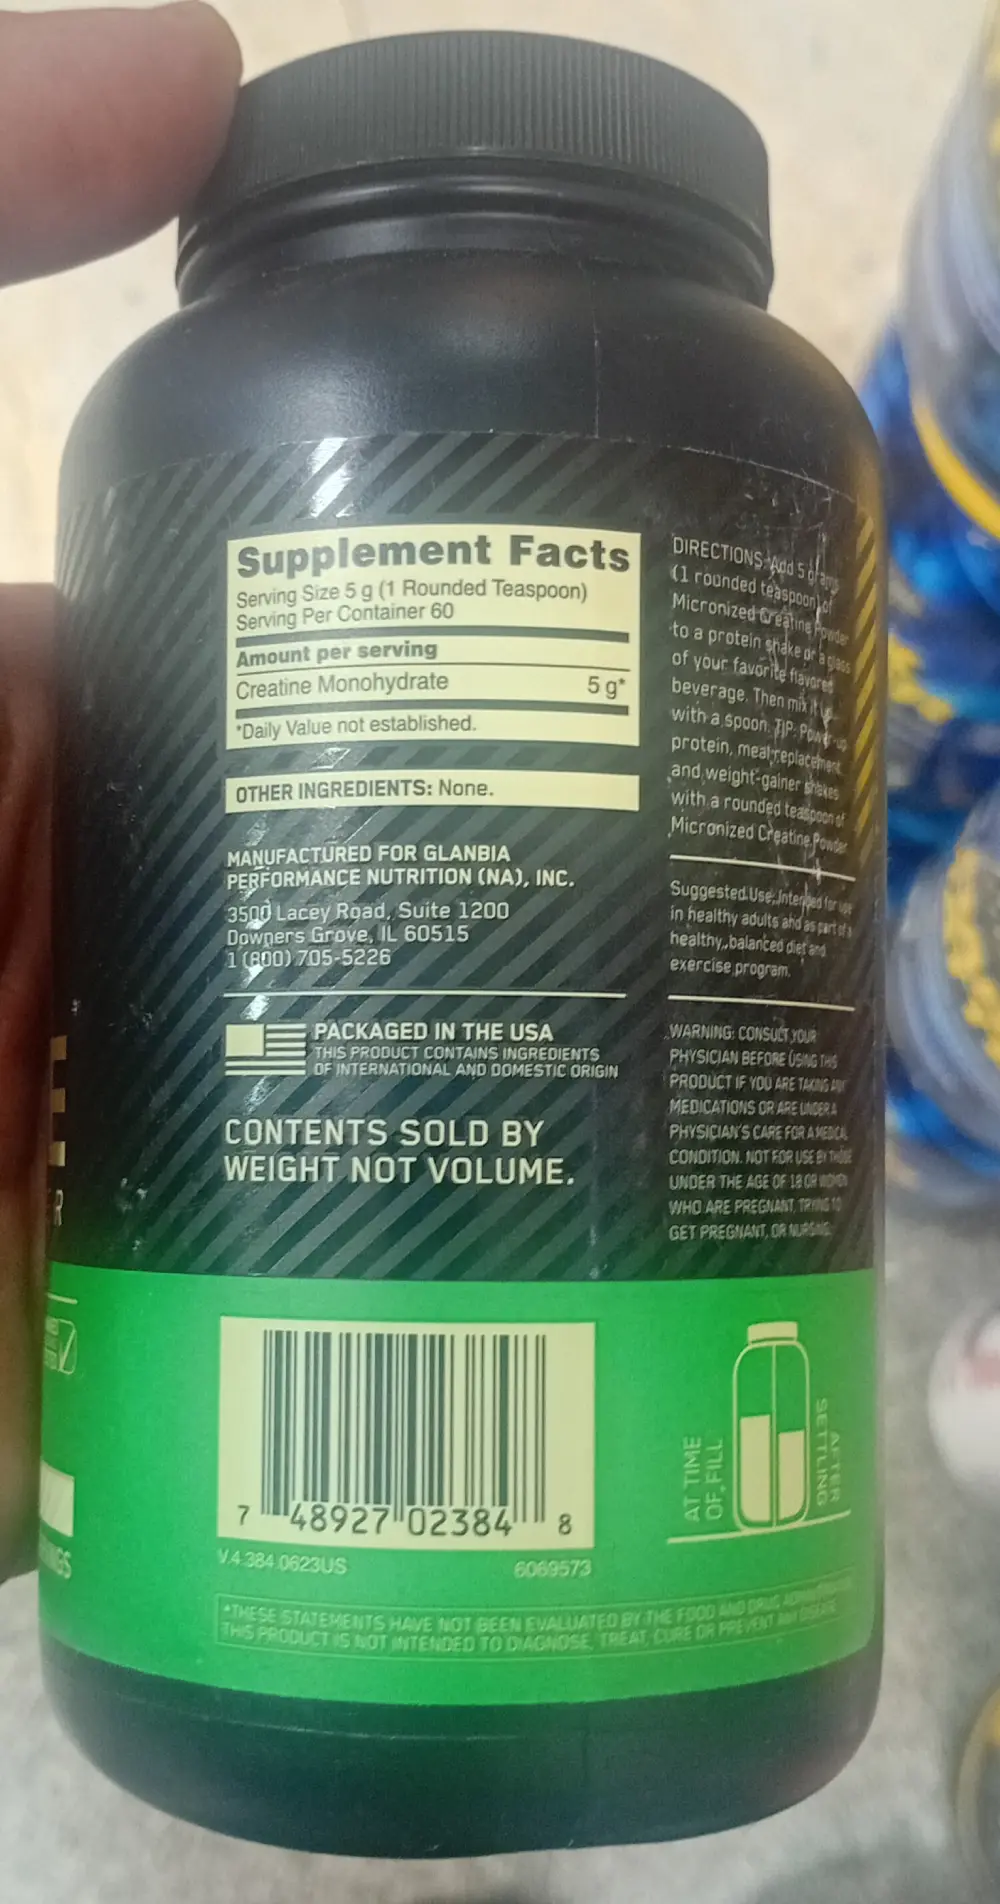 Supplement Facts
Serving Size 5 g (1 Rounded Teaspoon)
Serving Per Container 60
Amount per serving
Creatine Monohydrate 5 g*
*Daily Value not established.
OTHER INGREDIENTS: None.
MANUFACTURED FOR GLANBIA
PERFORMANCE NUTRITION (NA), INC.
3500 Lacey Road, Suite 1200
Downers Grove, IL 60515
1 (800) 705-5226
PACKAGED IN THE USA
THIS PRODUCT CONTAINS INGREDIENTS
OF INTERNATIONAL AND DOMESTIC ORIGIN
CONTENTS SOLD BY
WEIGHT NOT VOLUME.
DIRECTIONS: Add 5 grams
(1 rounded teaspoon) of
Micronized Creatine Powder
to a protein shake or a glass
of your favorite flavored
beverage. Then mix it up
with a spoon. TIP: Power-up
protein, meal replacement
and weight-gainer shakes
with a rounded teaspoon of
Micronized Creatine Powder
Suggested Use: Intended for use
in healthy adults and as part of a
healthy, balanced diet and
exercise program.
WARNING: CONSULT YOUR
PHYSICIAN BEFORE USING THIS
PRODUCT IF YOU ARE TAKING ANY
MEDICATIONS OR ARE UNDER A
PHYSICIAN'S CARE FOR A MEDICAL
CONDITION. NOT FOR USE BY THOSE
UNDER THE AGE OF 18 OR WOMEN
WHO ARE PREGNANT, TRYING TO
GET PREGNANT, OR NURSING.
7 48927 02384 8
V.4.384.0623US 6069573
AT TIME
OF FILL
AFTER
SETTLING
*THESE STATEMENTS HAVE NOT BEEN EVALUATED BY THE FOOD AND DRUG ADMINISTRATION.
THIS PRODUCT IS NOT INTENDED TO DIAGNOSE, TREAT, CURE OR PREVENT ANY DISEASE.